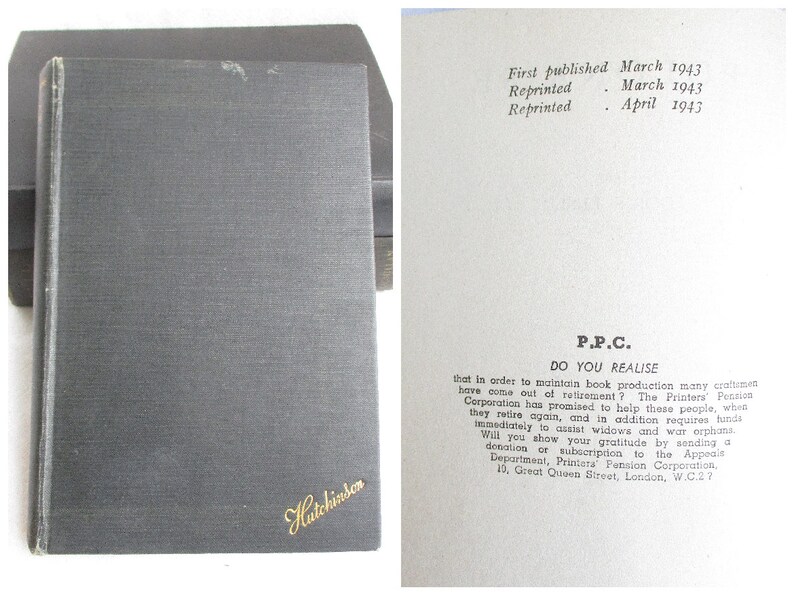 Hutchinson
First published March 1943
Reprinted . March 1943
Reprinted . April 1943
P.P.C.
DO YOU REALISE
that in order to maintain book production many craftsmen
have come out of retirement? The Printers' Pension
Corporation has promised to help these people, when
they retire again, and in addition requires funds
immediately to assist widows and war orphans.
Will you show your gratitude by sending a
donation or subscription to the Appeals
Department, Printers' Pension Corporation,
10, Great Queen Street, London, W.C.2?